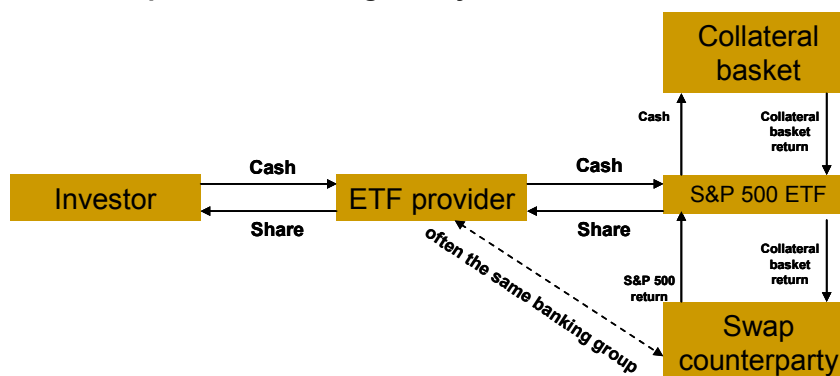 Collateral
basket
Cash
Collateral
basket
return
Cash
Cash
Investor
ETF provider
S&P 500 ETF
Share
Share
often the same banking group
S&P 500
return
Collateral
basket
return
Swap
counterparty